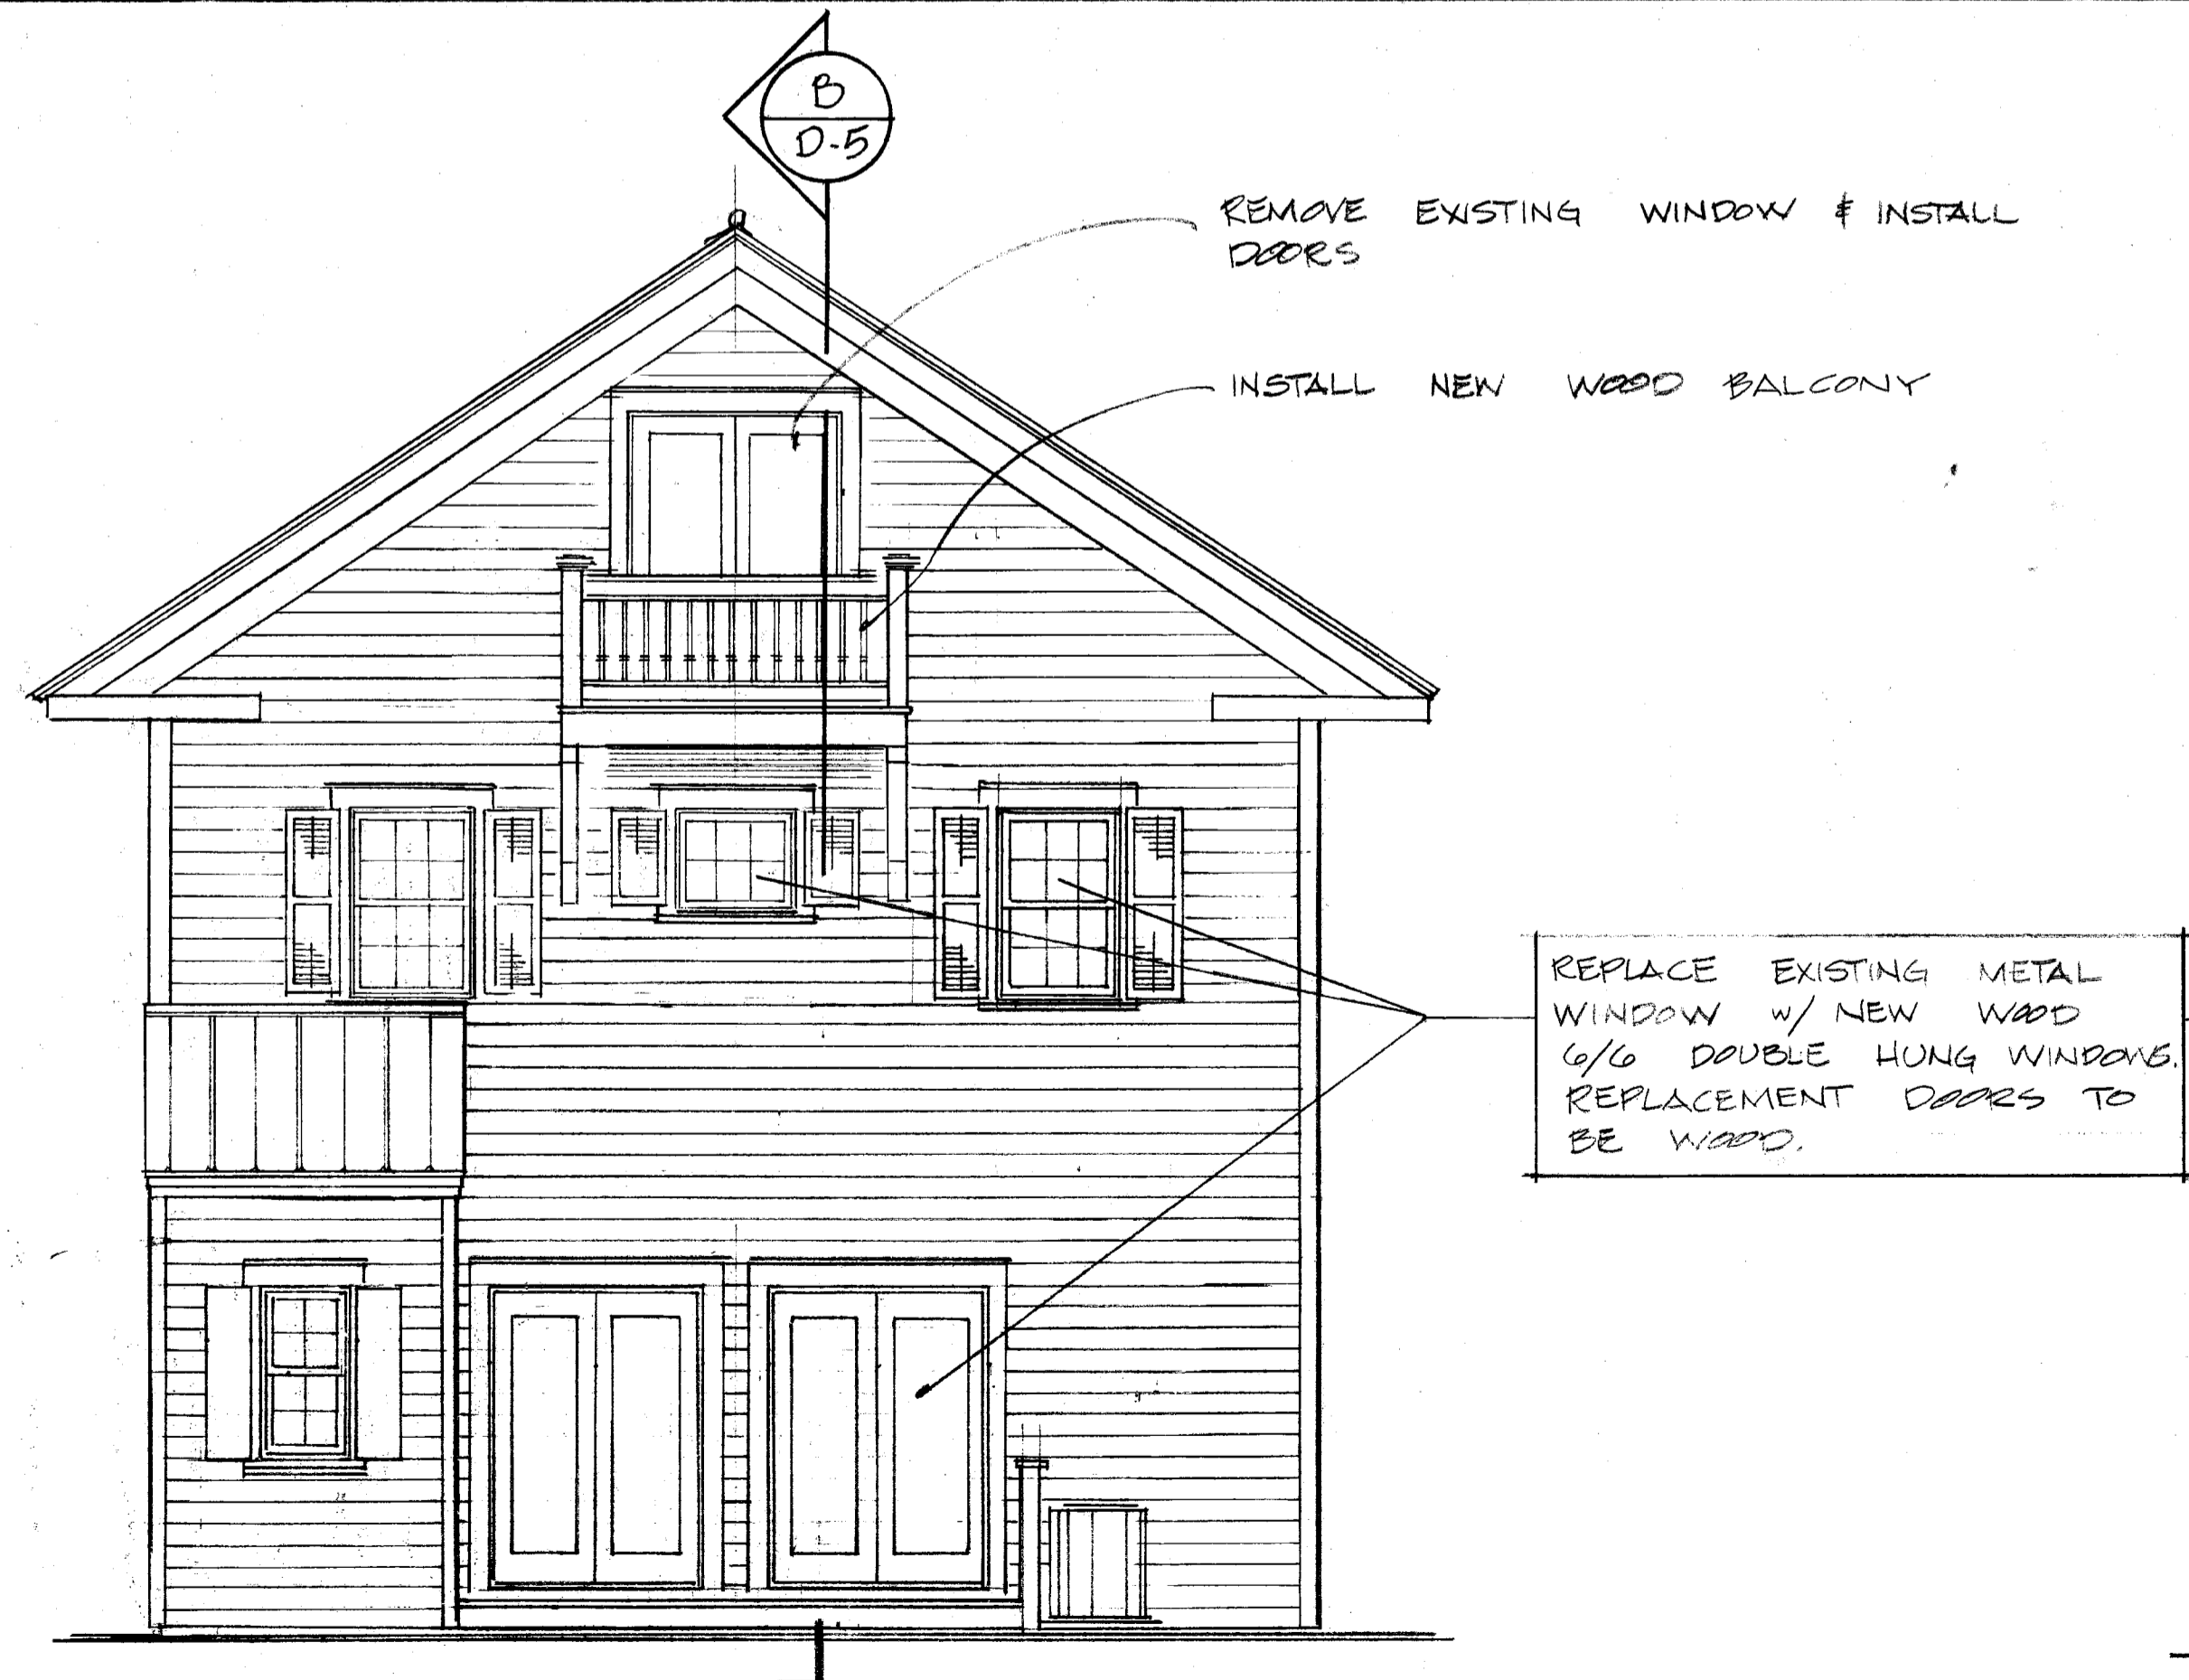 B
D-5
REMOVE EXISTING WINDOW & INSTALL
DOORS
INSTALL NEW WOOD BALCONY
REPLACE EXISTING METAL
WINDOW w/ NEW WOOD
6/6 DOUBLE HUNG WINDOWS.
REPLACEMENT DOORS TO
BE WOOD.